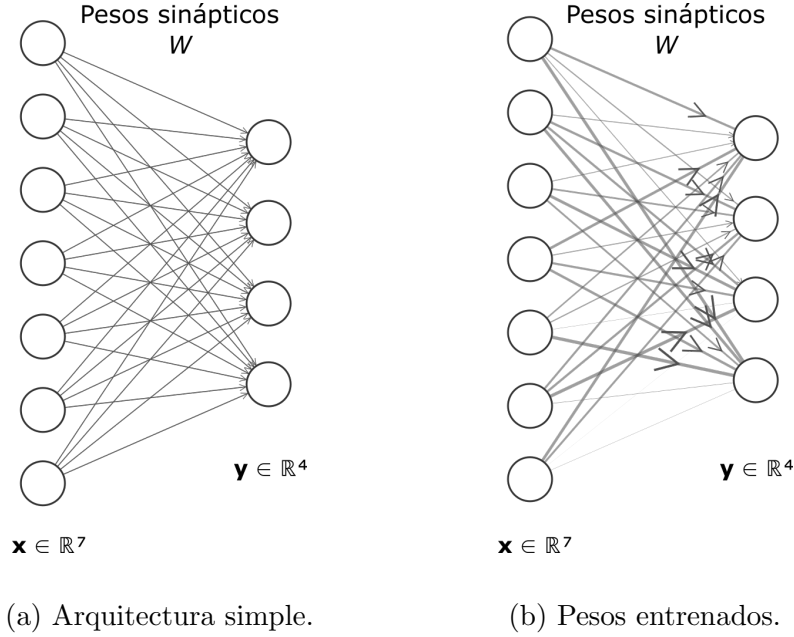 Pesos sinápticos
W
y ∈ ℝ⁴
x ∈ ℝ⁷
(a) Arquitectura simple.
Pesos sinápticos
W
y ∈ ℝ⁴
x ∈ ℝ⁷
(b) Pesos entrenados.